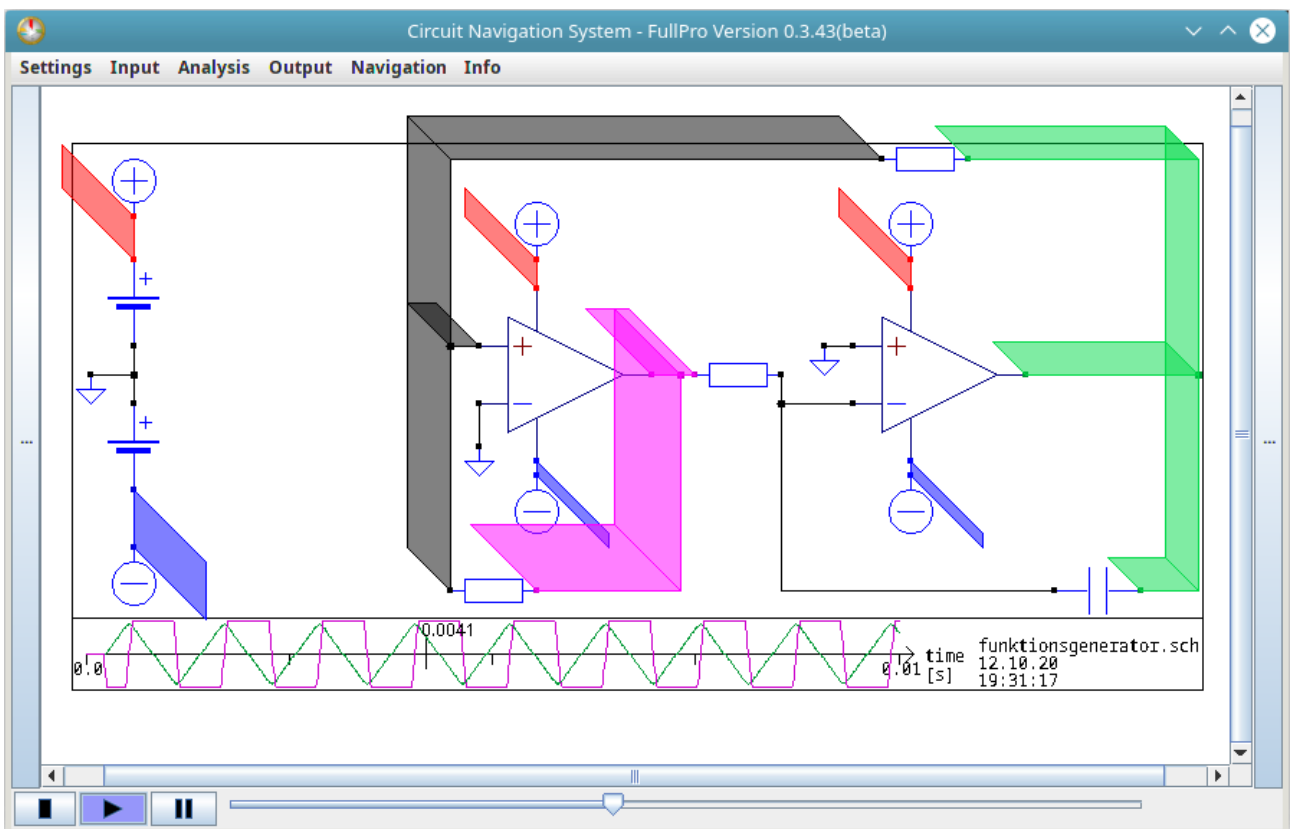 Circuit Navigation System - FullPro Version 0.3.43(beta)
Settings Input Analysis Output Navigation Info
+
+
0.0
0.0041
0.01
time
[s]
funktionsgenerator.sch
12.10.20
19:31:17